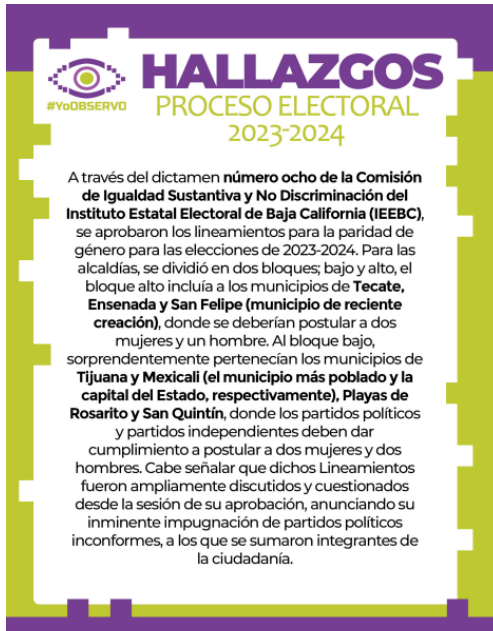 #YoOBSERVO
HALLAZGOS
PROCESO ELECTORAL
2023-2024
A través del dictamen número ocho de la Comisión
de Igualdad Sustantiva y No Discriminación del
Instituto Estatal Electoral de Baja California (IEEBC),
se aprobaron los lineamientos para la paridad de
género para las elecciones de 2023-2024. Para las
alcaldías, se dividió en dos bloques; bajo y alto, el
bloque alto incluía a los municipios de Tecate,
Ensenada y San Felipe (municipio de reciente
creación), donde se deberían postular a dos
mujeres y un hombre. Al bloque bajo,
sorprendentemente pertenecían los municipios de
Tijuana y Mexicali (el municipio más poblado y la
capital del Estado, respectivamente), Playas de
Rosarito y San Quintín, donde los partidos políticos
y partidos independientes deben dar
cumplimiento a postular a dos mujeres y dos
hombres. Cabe señalar que dichos Lineamientos
fueron ampliamente discutidos y cuestionados
desde la sesión de su aprobación, anunciando su
inminente impugnación de partidos políticos
inconformes, a los que se sumaron integrantes de
la ciudadanía.